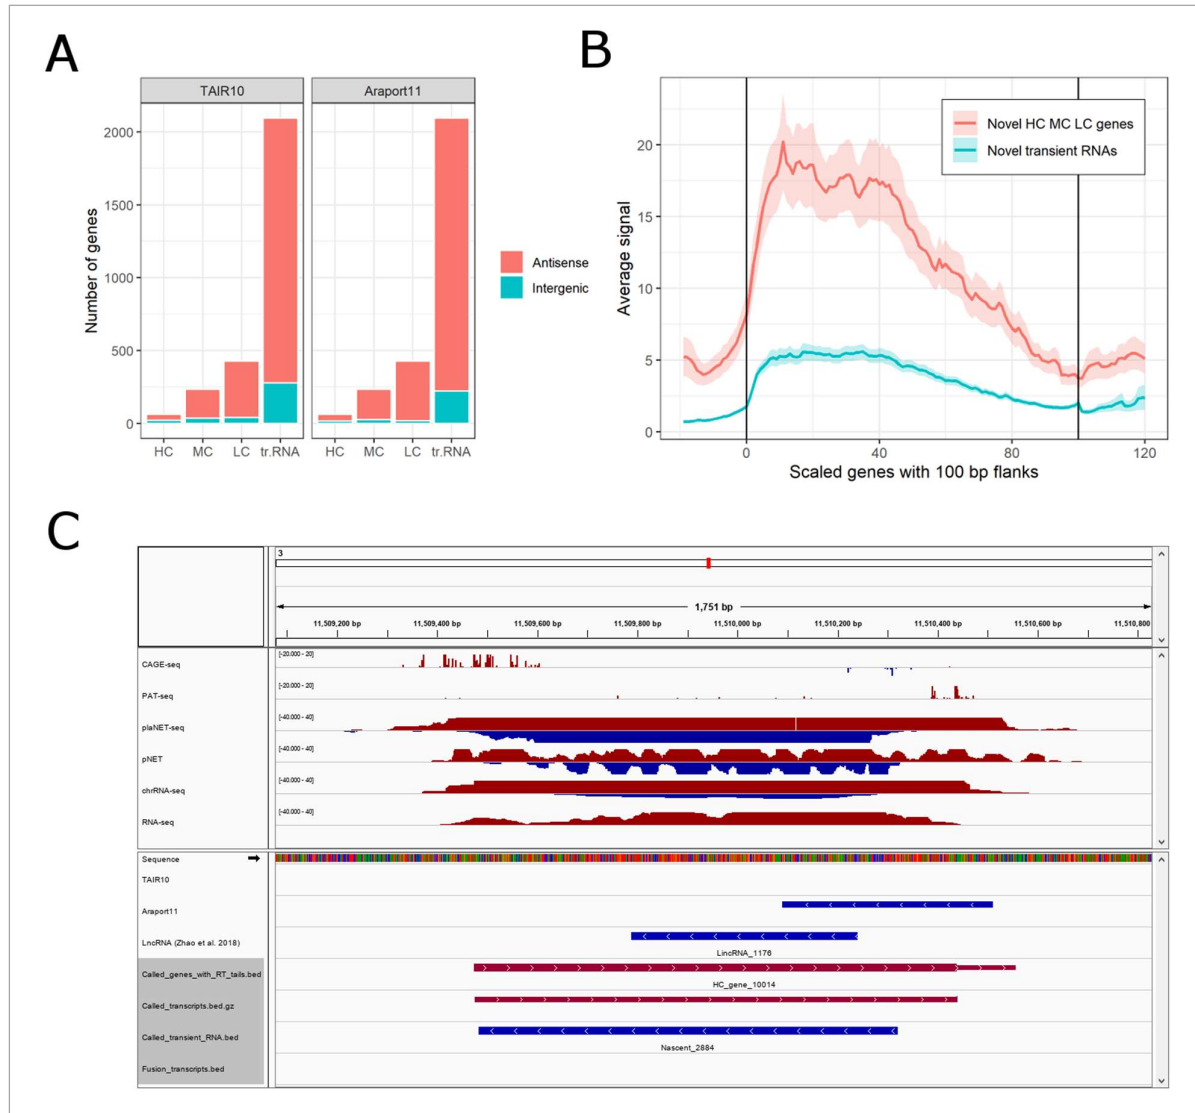 A
TAIR10
Araport11
Number of genes
2000
1500
1000
500
0
HC MC LC tr.RNA
HC MC LC tr.RNA
Antisense
Intergenic
B
Average signal
20
15
10
5
0
Novel HC MC LC genes
Novel transient RNAs
0 40 80 120
Scaled genes with 100 bp flanks
C
3
1,751 bp
11,509,200 bp 11,509,400 bp 11,509,600 bp 11,509,800 bp 11,510,000 bp 11,510,200 bp 11,510,400 bp 11,510,600 bp 11,510,800
CAGE-seq [-20.000 - 20]
PAT-seq [-20.000 - 20]
plaNET-seq [-40.000 - 40]
pNET [-40.000 - 40]
chrRNA-seq [-40.000 - 40]
RNA-seq [-40.000 - 40]
Sequence
TAIR10
Araport11
LncRNA (Zhao et al. 2018)
LincRNA_1176
Called_genes_with_RT_tails.bed
HC_gene_10014
Called_transcripts.bed.gz
Called_transient_RNA.bed
Nascent_2884
Fusion_transcripts.bed